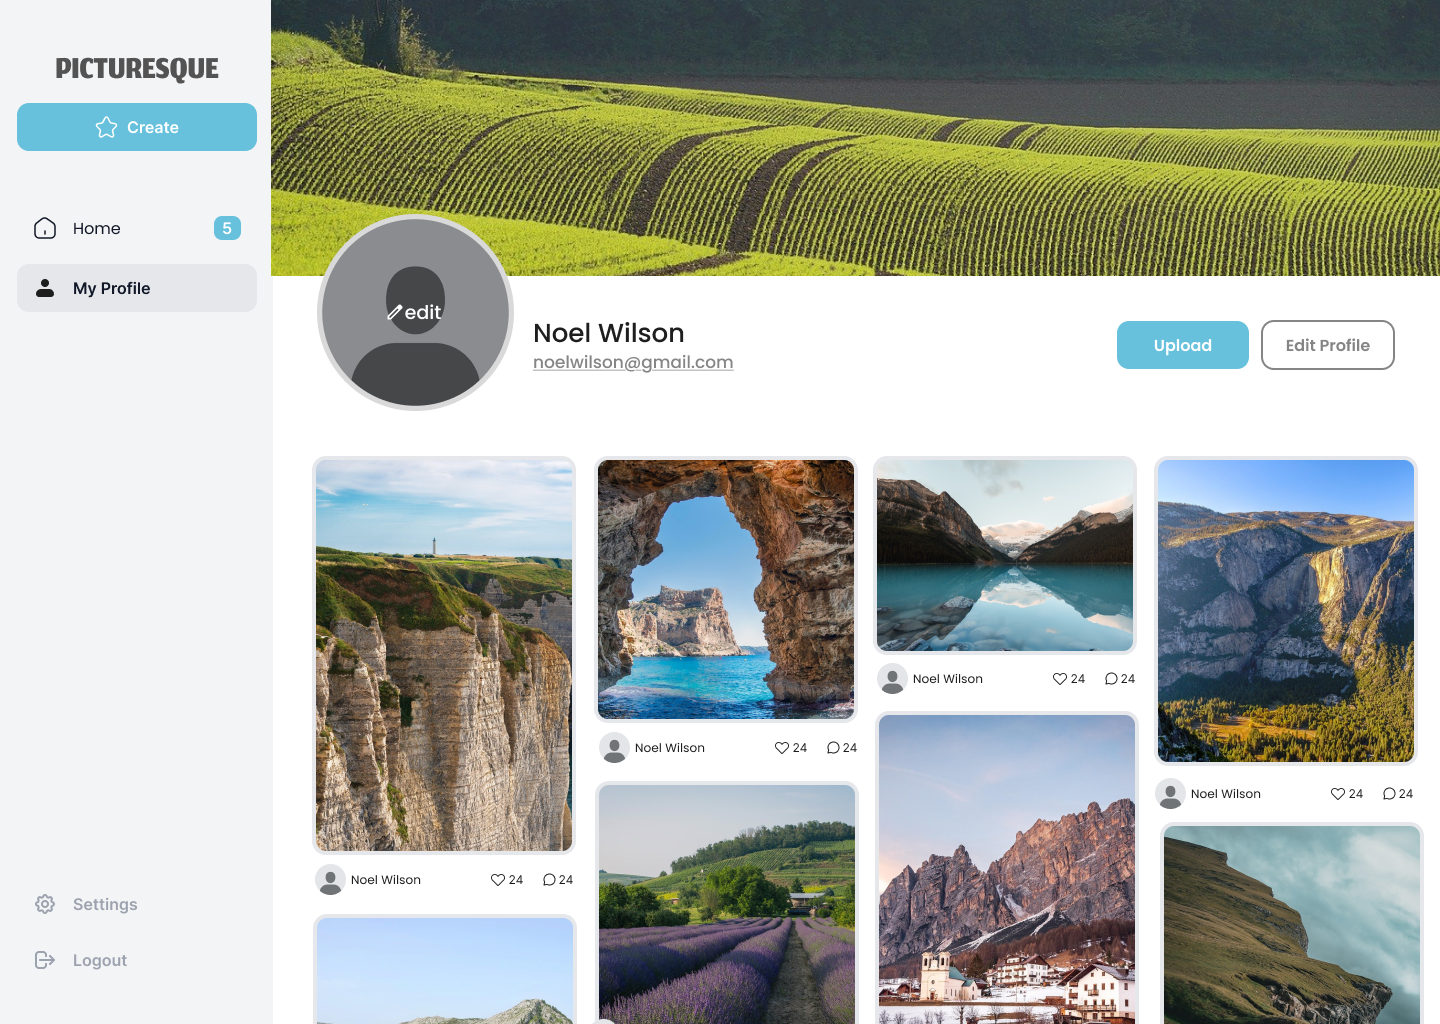 PICTURESQUE
Create
Home 5
My Profile
Settings
Logout
edit
Noel Wilson
noelwilson@gmail.com
Upload
Edit Profile
Noel Wilson 24 24
Noel Wilson 24 24
Noel Wilson 24 24
Noel Wilson 24 24